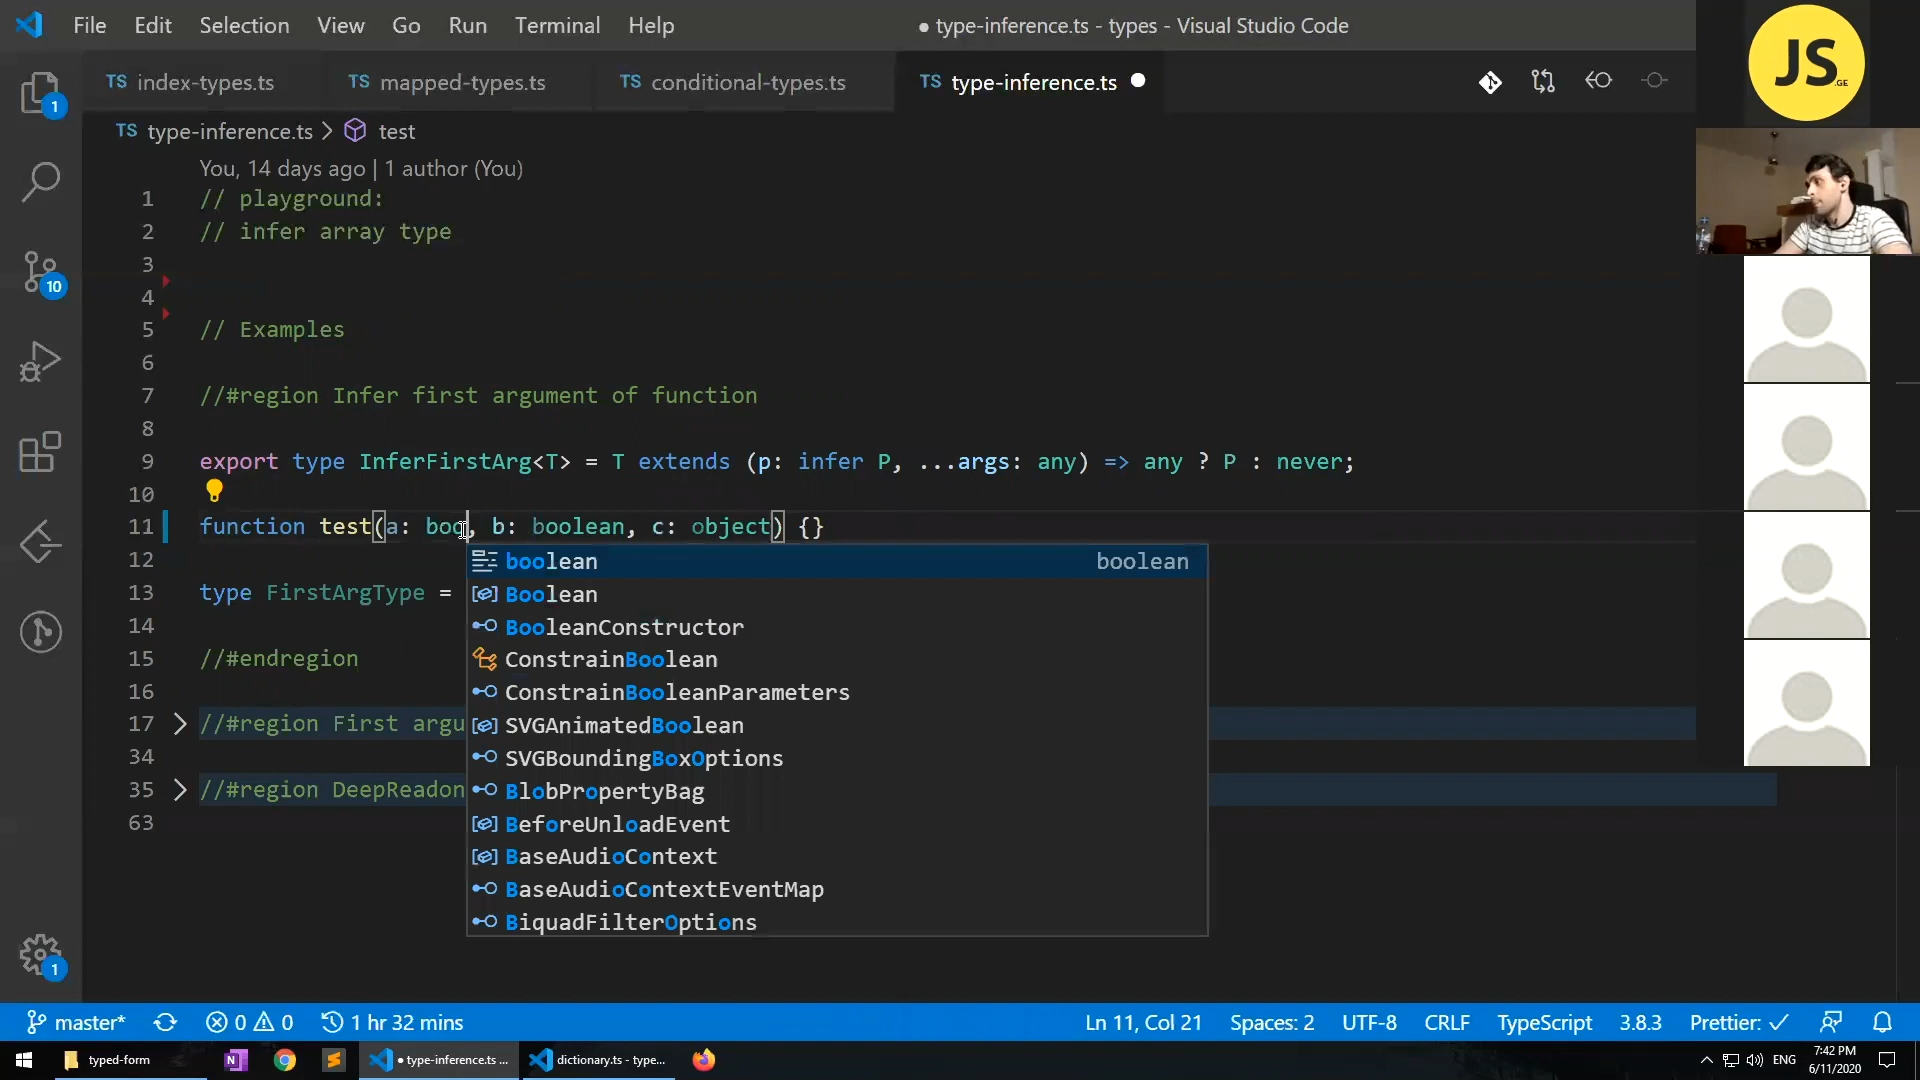 File Edit Selection View Go Run Terminal Help
● type-inference.ts - types - Visual Studio Code
JS
.GE
TS index-types.ts TS mapped-types.ts TS conditional-types.ts TS type-inference.ts
TS type-inference.ts > test
You, 14 days ago | 1 author (You)
1 // playground:
2 // infer array type
3
4
5 // Examples
6
7 //#region Infer first argument of function
8
9 export type InferFirstArg<T> = T extends (p: infer P, ...args: any) => any ? P : never;
10
11 function test(a: boo, b: boolean, c: object) {}
12
13 type FirstArgType =
14
15 //#endregion
16
17 //#region First argu
34
35 //#region DeepReadon
63
boolean boolean
Boolean
BooleanConstructor
ConstrainBoolean
ConstrainBooleanParameters
SVGAnimatedBoolean
SVGBoundingBoxOptions
BlobPropertyBag
BeforeUnloadEvent
BaseAudioContext
BaseAudioContextEventMap
BiquadFilterOptions
1
10
1
master* 0 0 1 hr 32 mins Ln 11, Col 21 Spaces: 2 UTF-8 CRLF TypeScript 3.8.3 Prettier: ✓
typed-form N ● type-inference.ts ... dictionary.ts - type... ENG 7:42 PM
6/11/2020